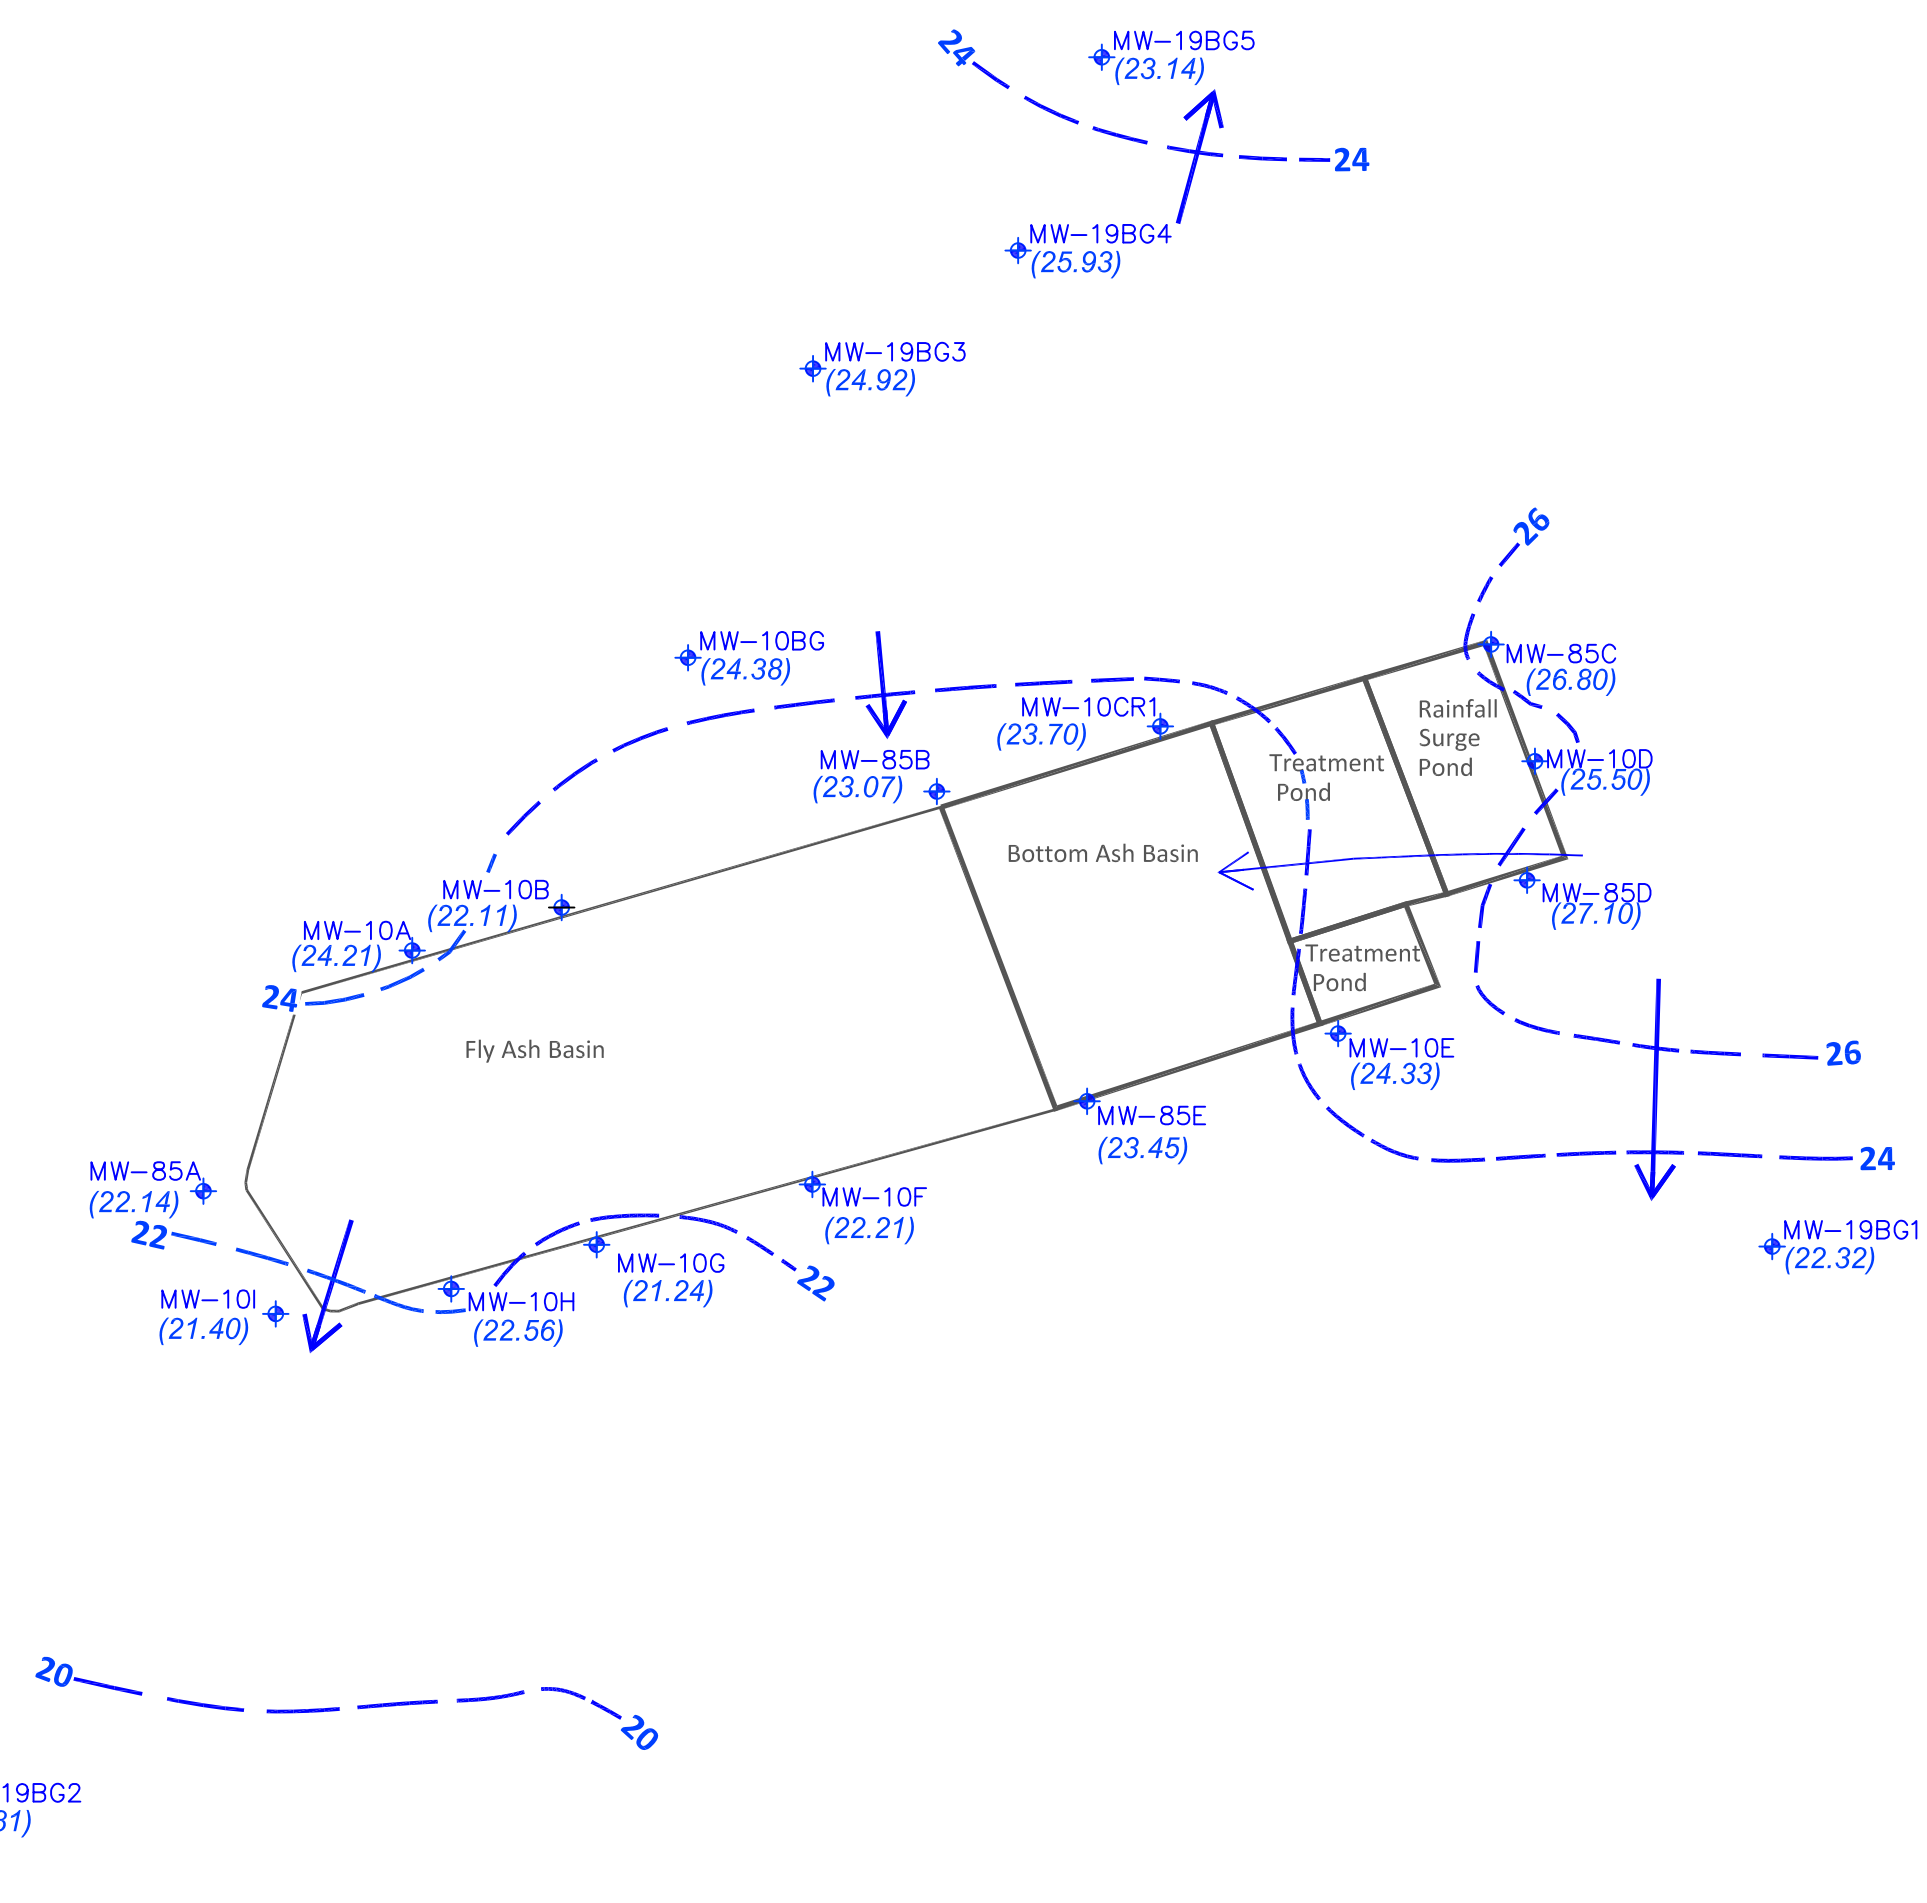 24
MW-19BG5
(23.14)
24
MW-19BG4
(25.93)
MW-19BG3
(24.92)
26
MW-10BG
(24.38)
MW-85C
(26.80)
MW-10CR1
(23.70)
Rainfall
Surge
Pond
MW-85B
(23.07)
Treatment
Pond
MW-10D
(25.50)
Bottom Ash Basin
MW-10B
(22.11)
MW-85D
(27.10)
MW-10A
(24.21)
Treatment
Pond
24
Fly Ash Basin
MW-10E
(24.33)
26
MW-85E
(23.45)
24
MW-85A
(22.14)
22
MW-10F
(22.21)
MW-19BG1
(22.32)
MW-10G
(21.24)
22
MW-10I
(21.40)
MW-10H
(22.56)
20
20
19BG2
31)